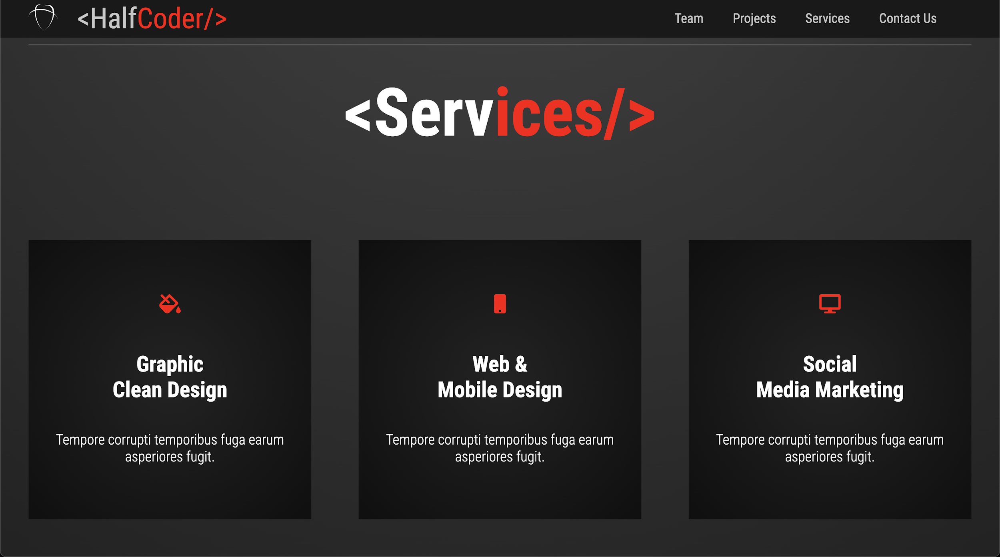 <HalfCoder/>
Team Projects Services Contact Us
<Services/>
Graphic
Clean Design
Tempore corrupti temporibus fuga earum
asperiores fugit.
Web &
Mobile Design
Tempore corrupti temporibus fuga earum
asperiores fugit.
Social
Media Marketing
Tempore corrupti temporibus fuga earum
asperiores fugit.